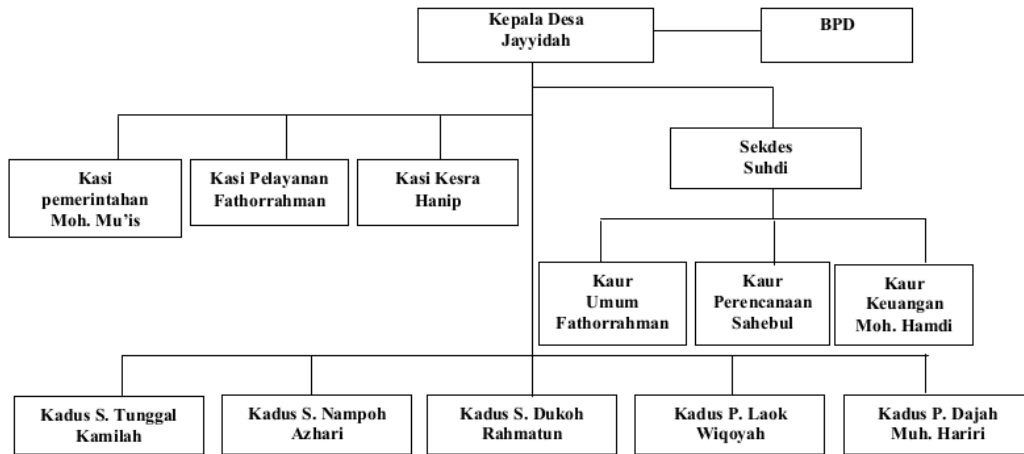 Kepala Desa
Jayyidah
BPD
Sekdes
Suhdi
Kasi
pemerintahan
Moh. Mu'is
Kasi Pelayanan
Fathorrahman
Kasi Kesra
Hanip
Kaur
Umum
Fathorrahman
Kaur
Perencanaan
Sahebul
Kaur
Keuangan
Moh. Hamdi
Kadus S. Tunggal
Kamilah
Kadus S. Nampoh
Azhari
Kadus S. Dukoh
Rahmatun
Kadus P. Laok
Wiqoyah
Kadus P. Dajah
Muh. Hariri